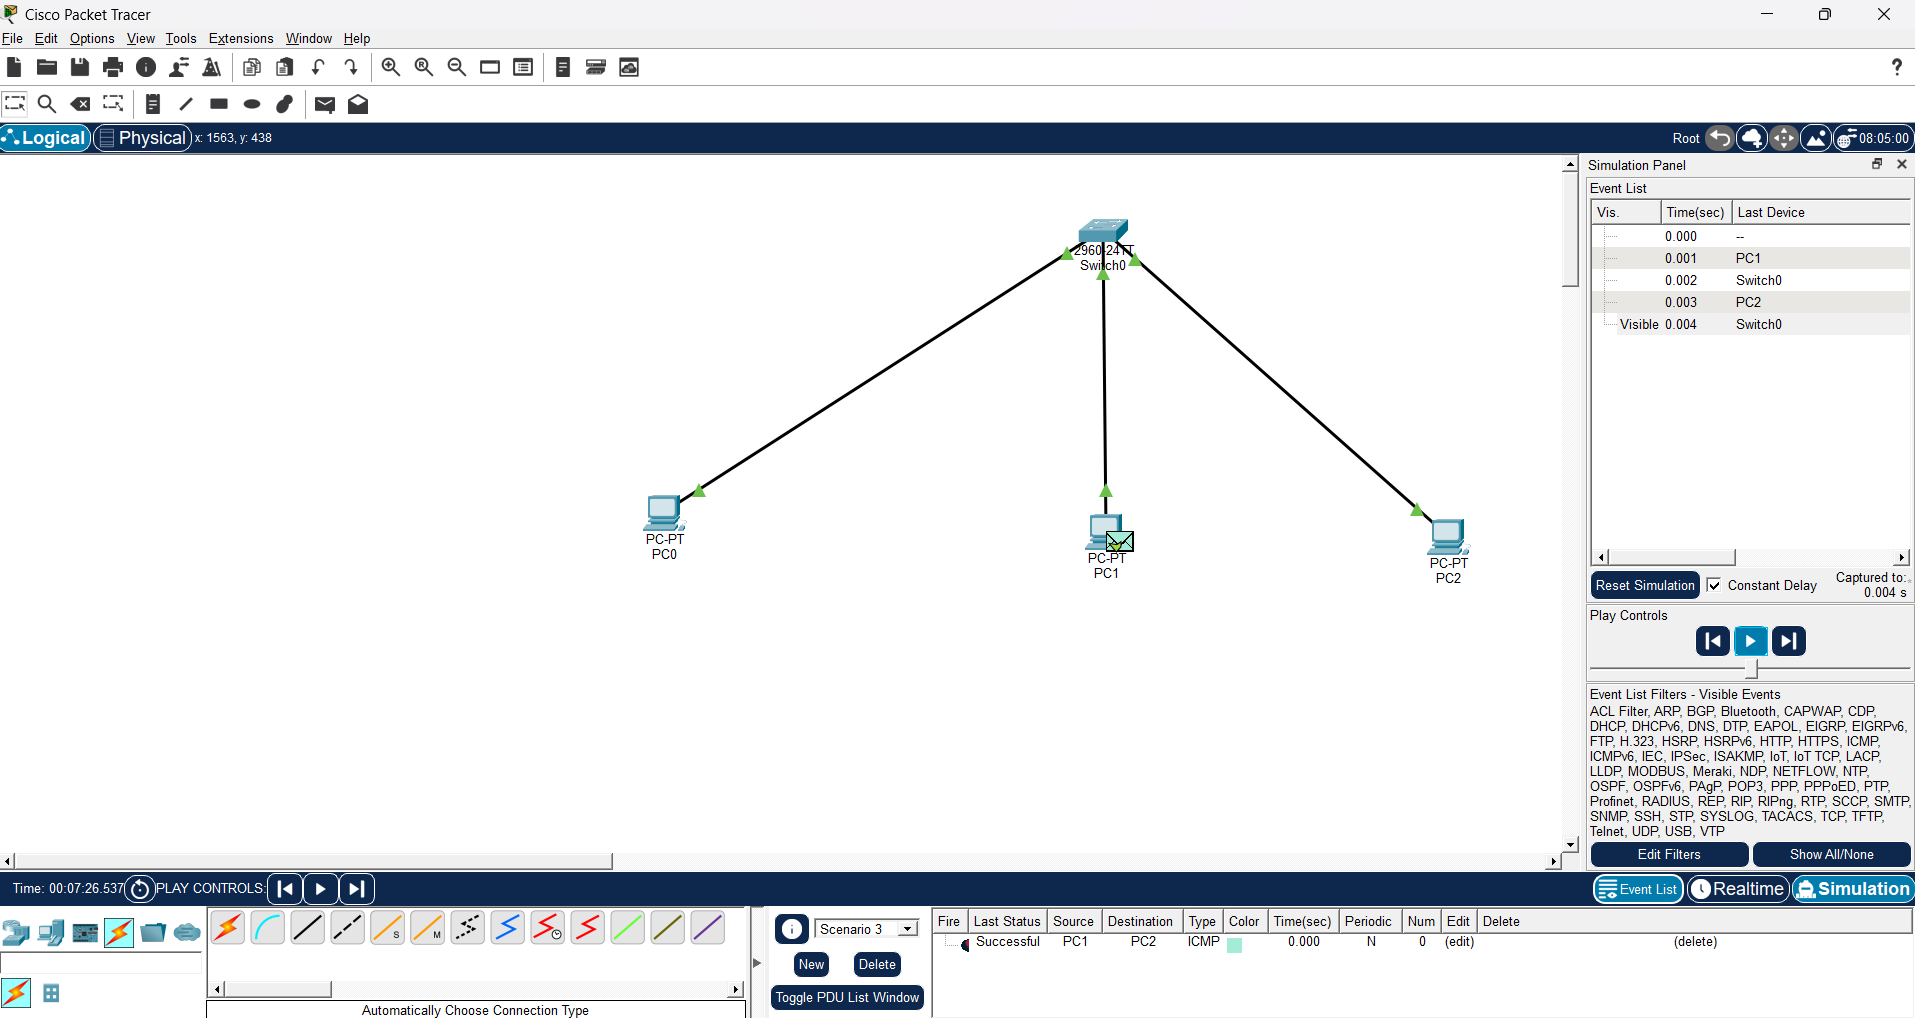 Cisco Packet Tracer
File Edit Options View Tools Extensions Window Help
?
Logical Physical x: 1563, y: 438 Root 08:05:00
Simulation Panel
Event List
Vis. Time(sec) Last Device
0.000 --
0.001 PC1
0.002 Switch0
0.003 PC2
Visible 0.004 Switch0
2960-24TT
Switch0
PC-PT
PC0
PC-PT
PC1
PC-PT
PC2
Reset Simulation Constant Delay Captured to:
0.004 s
Play Controls
Event List Filters - Visible Events
ACL Filter, ARP, BGP, Bluetooth, CAPWAP, CDP,
DHCP, DHCPv6, DNS, DTP, EAPOL, EIGRP, EIGRPv6,
FTP, H.323, HSRP, HSRPv6, HTTP, HTTPS, ICMP,
ICMPv6, IEC, IPSec, ISAKMP, IoT, IoT TCP, LACP,
LLDP, MODBUS, Meraki, NDP, NETFLOW, NTP,
OSPF, OSPFv6, PAgP, POP3, PPP, PPPoED, PTP,
Profinet, RADIUS, REP, RIP, RIPng, RTP, SCCP, SMTP,
SNMP, SSH, STP, SYSLOG, TACACS, TCP, TFTP,
Telnet, UDP, USB, VTP
Edit Filters Show All/None
Time: 00:07:26.537 PLAY CONTROLS: Event List Realtime Simulation
S M
Automatically Choose Connection Type
Scenario 3
New Delete
Toggle PDU List Window
Fire Last Status Source Destination Type Color Time(sec) Periodic Num Edit Delete
Successful PC1 PC2 ICMP 0.000 N 0 (edit) (delete)